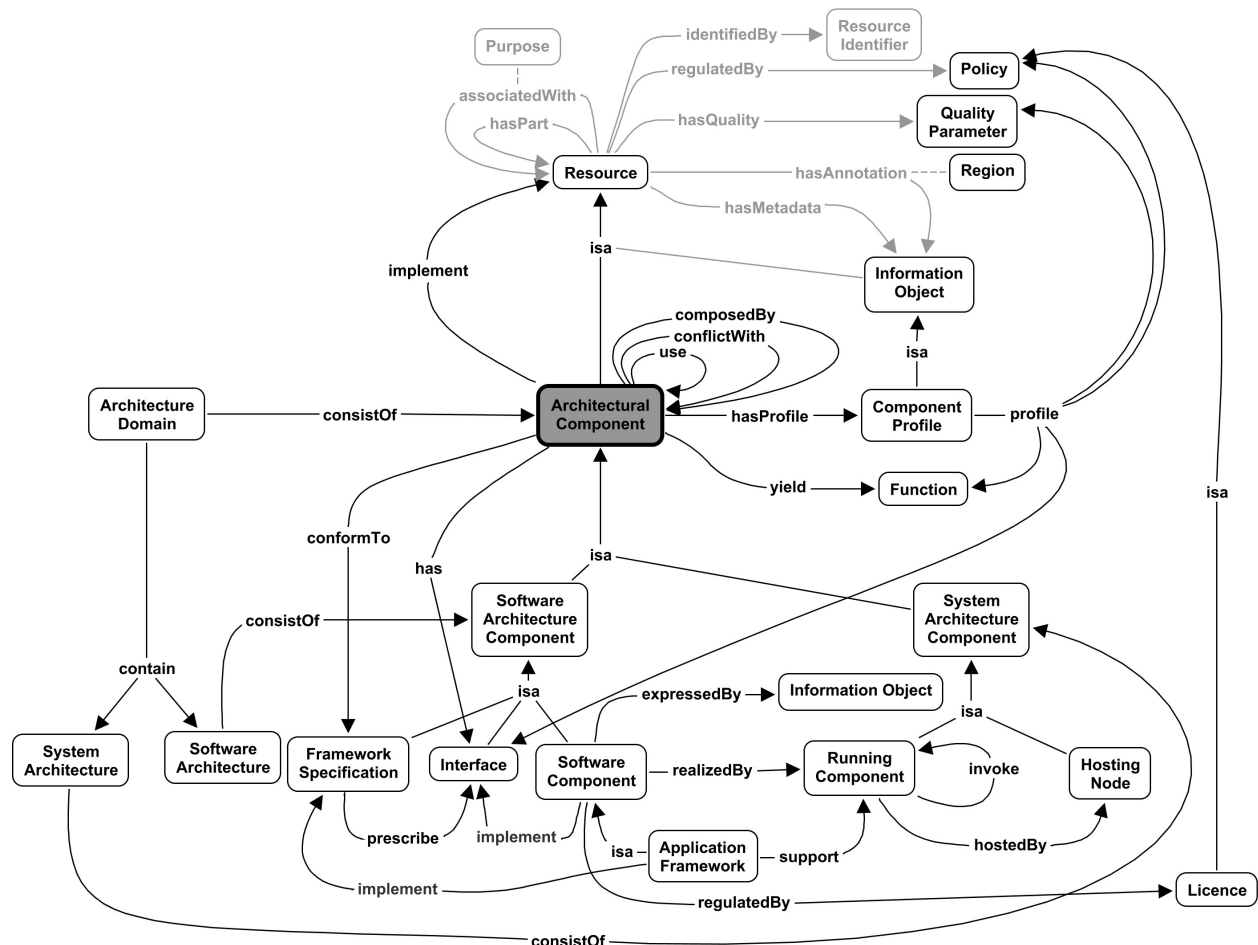 identifiedBy
Resource
Identifier
Purpose
regulatedBy
Policy
associatedWith
hasPart
hasQuality
Quality
Parameter
Resource
hasAnnotation
Region
hasMetadata
isa
implement
Information
Object
composedBy
conflictWith
use
isa
Architecture
Domain
consistOf
Architectural
Component
hasProfile
Component
Profile
profile
yield
Function
isa
conformTo
has
isa
Software
Architecture
Component
System
Architecture
Component
consistOf
contain
isa
expressedBy
Information Object
isa
System
Architecture
Software
Architecture
Framework
Specification
Interface
Software
Component
realizedBy
Running
Component
invoke
Hosting
Node
prescribe
implement
isa
Application
Framework
support
hostedBy
implement
regulatedBy
Licence
consistOf